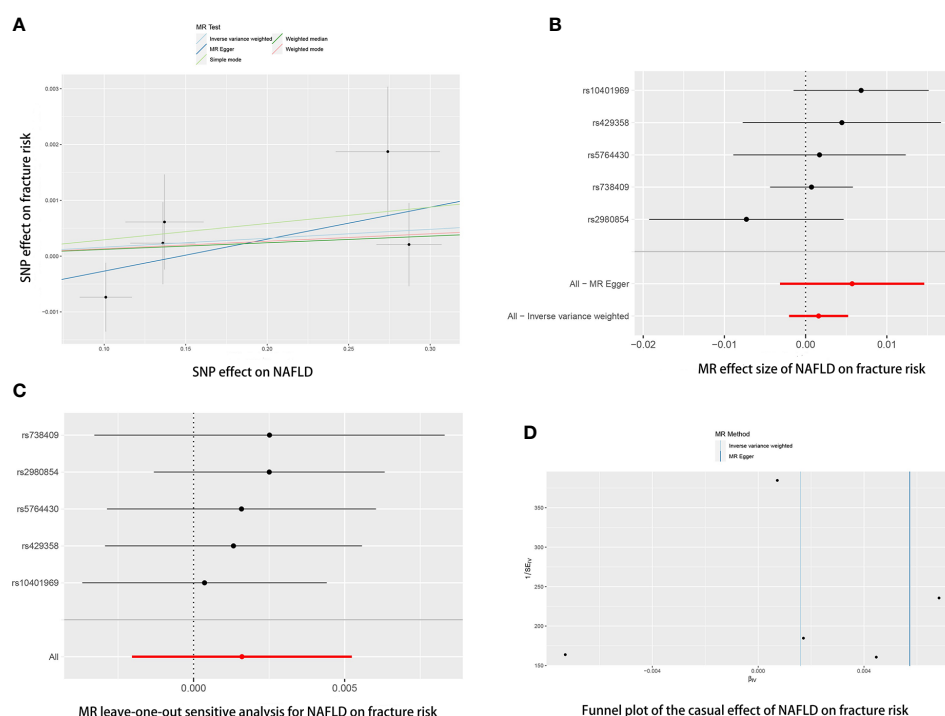 A
MR Test
Inverse variance weighted Weighted median
MR Egger Weighted mode
Simple mode
0.003
0.002
0.001
0.000
−0.001
0.10 0.15 0.20 0.25 0.30
SNP effect on fracture risk
SNP effect on NAFLD
B
rs10401969
rs429358
rs5764430
rs738409
rs2980854
All − MR Egger
All − Inverse variance weighted
−0.02 −0.01 0.00 0.01
MR effect size of NAFLD on fracture risk
C
rs738409
rs2980854
rs5764430
rs429358
rs10401969
All
0.000 0.005
MR leave-one-out sensitive analysis for NAFLD on fracture risk
D
MR Method
Inverse variance weighted
MR Egger
350
300
250
200
150
1/SEIV
−0.004 0.000 0.004
βIV
Funnel plot of the casual effect of NAFLD on fracture risk